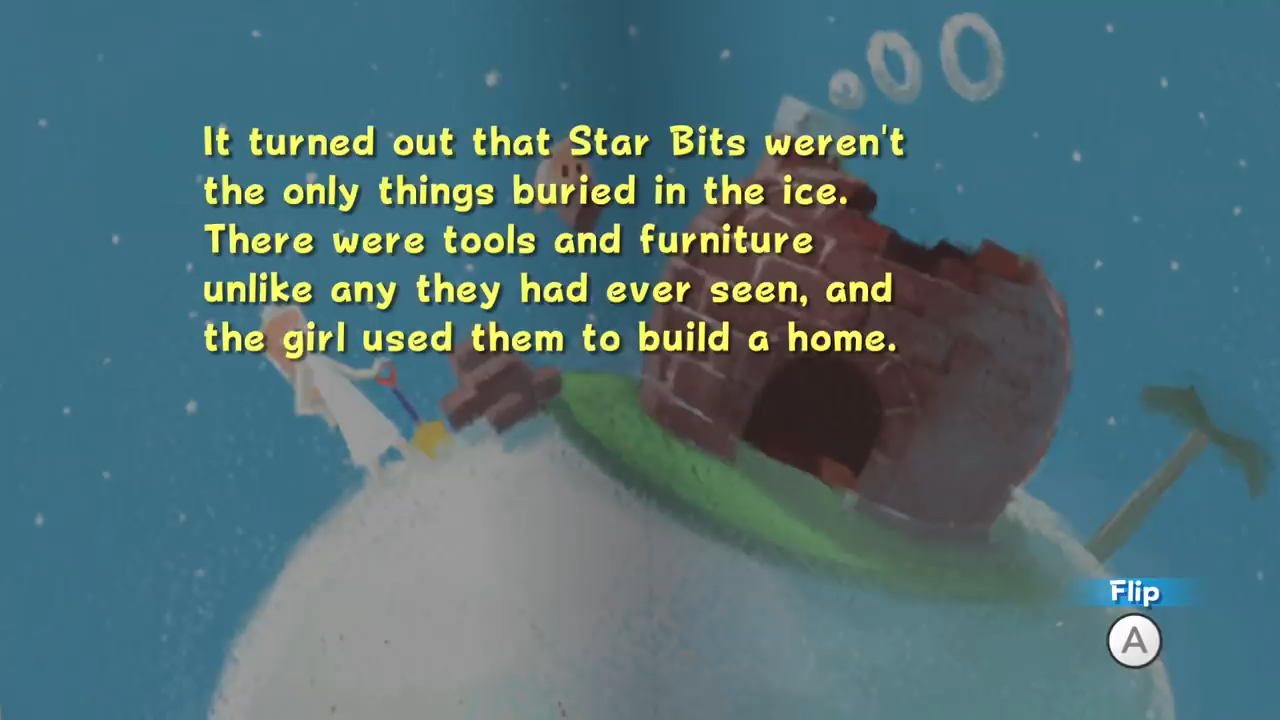 It turned out that Star Bits weren't
the only things buried in the ice.
There were tools and furniture
unlike any they had ever seen, and
the girl used them to build a home.
Flip
A